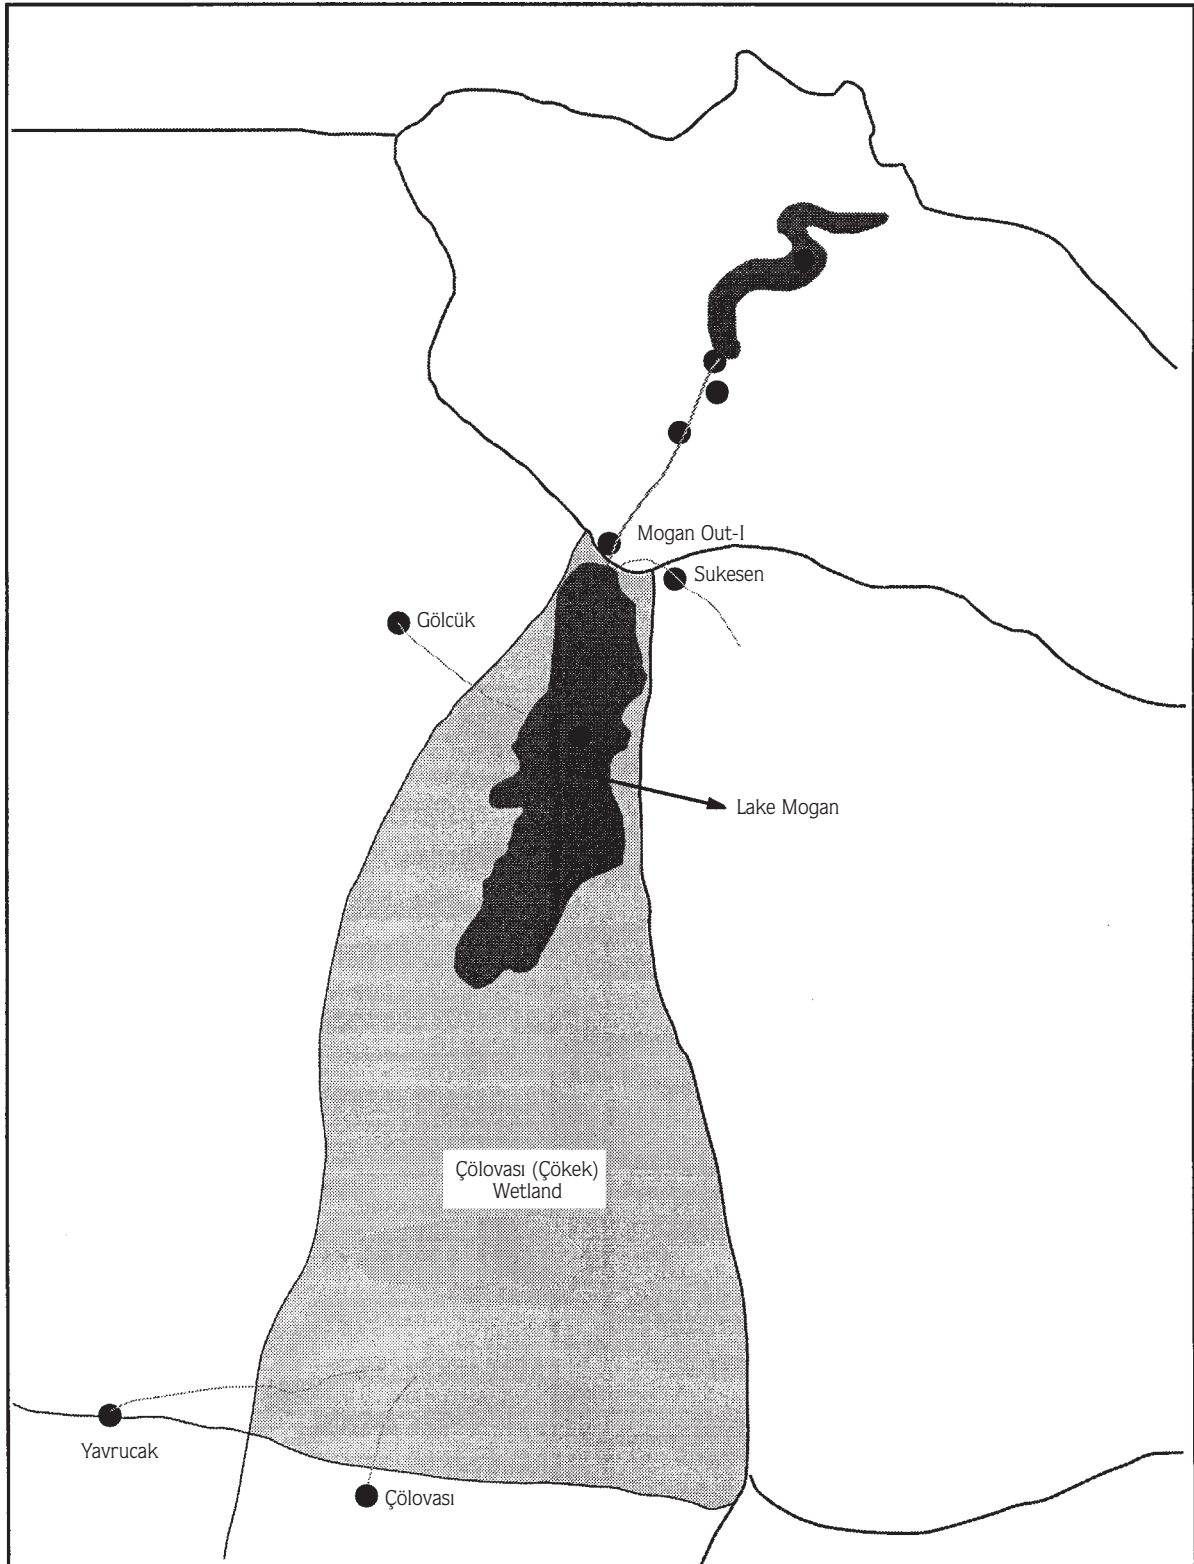 Mogan Out-I
Sukesen
Gölcük
Lake Mogan
Çölovası (Çökek)
Wetland
Yavrucak
Çölovası